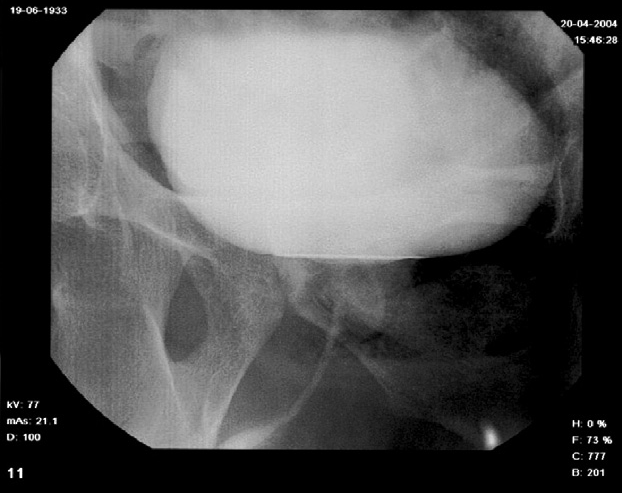 19-06-1933
20-04-2004
15:46:28
kV: 77
mAs: 21.1
D: 100
11
H: 0 %
F: 73 %
C: 777
B: 201